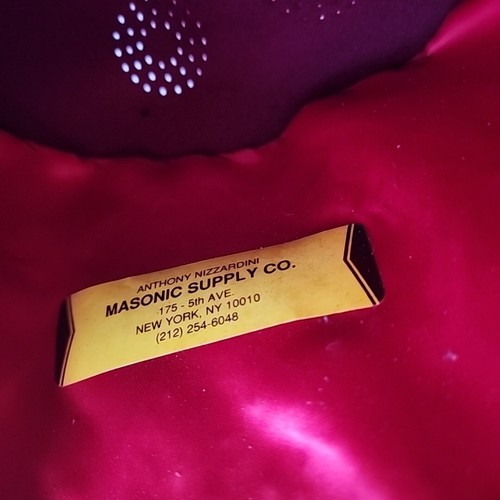 ANTHONY NIZZARDINI
MASONIC SUPPLY CO.
175 - 5th AVE.
NEW YORK, NY 10010
(212) 254-6048